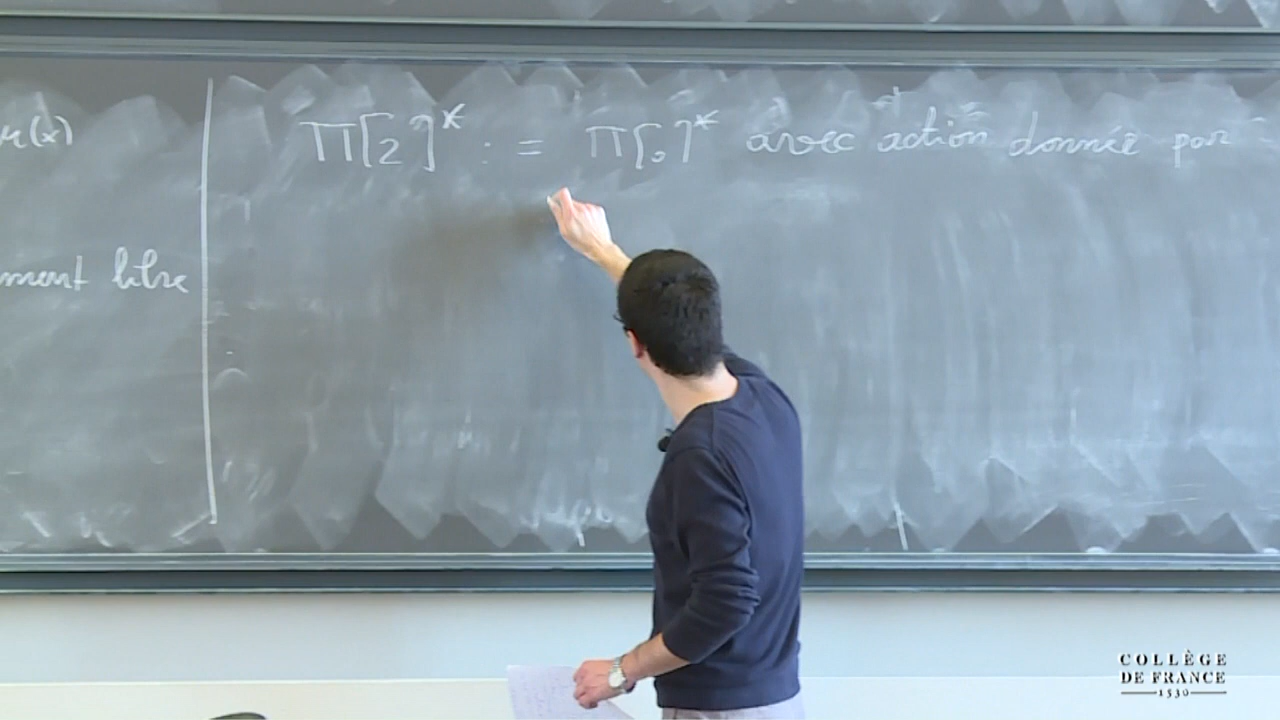 Π[2]* := Π[0]* avec action donnée par
ment libre
COLLÈGE
DE FRANCE
1530